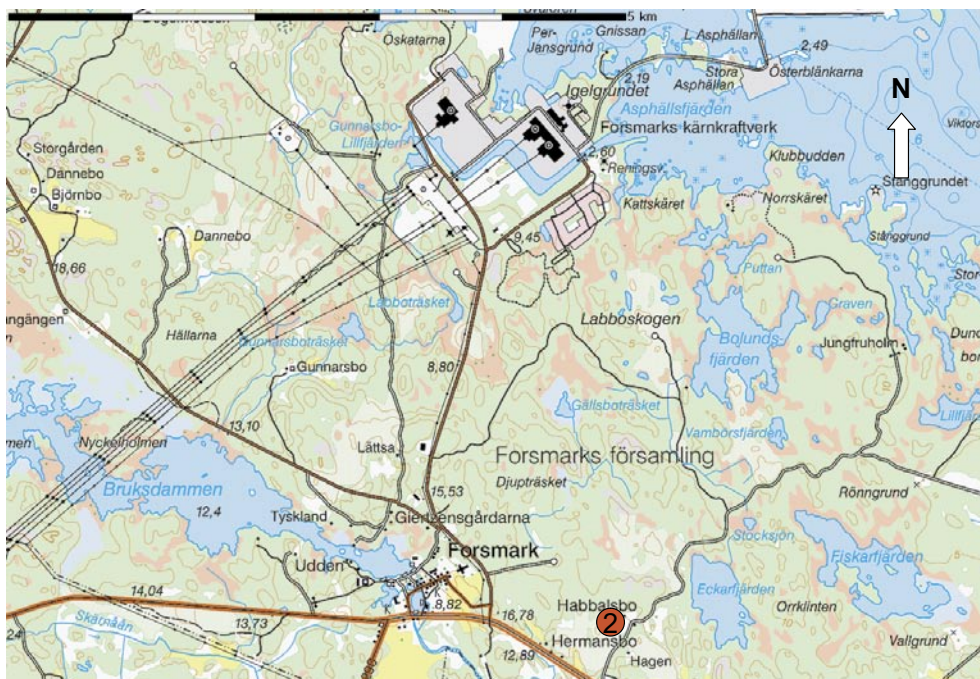 5 km
Oskatarna
Per-
Jansgrund
Gnissan
L Asphällan
2,49
2,19
Stora
Asphällan
Österblänkarna
N
Igelgrundet
Asphällsfjärden
Gunnarsbo-
Lillfjärden
Forsmarks kärnkraftverk
Storgården
Dannebo
Björnbo
2,60
Reningsv.
Klubbudden
Stånggrundet
Kattskäret
Norrskäret
Dannebo
9,45
Stånggrund
18,66
Puttan
Labboträsket
Graven
Hällarna
Labboskogen
Bolunds-
fjärden
Gunnarsboträsket
Jungfruholm
8,80
Gunnarsbo
Gällsboträsket
13,10
Vambörsfjärden
Nyckelholmen
Lättsa
Forsmarks församling
Bruksdammen
Djupträsket
Rönngrund
15,53
12,4
Tyskland
Giertzensgårdarna
Stocksjön
Forsmark
Fiskarfjärden
Udden
Eckarfjärden
14,04
8,82
16,78
Habbalsbo
Orrklinten
2
13,73
Hermansbo
Vallgrund
24
12,89
Hagen